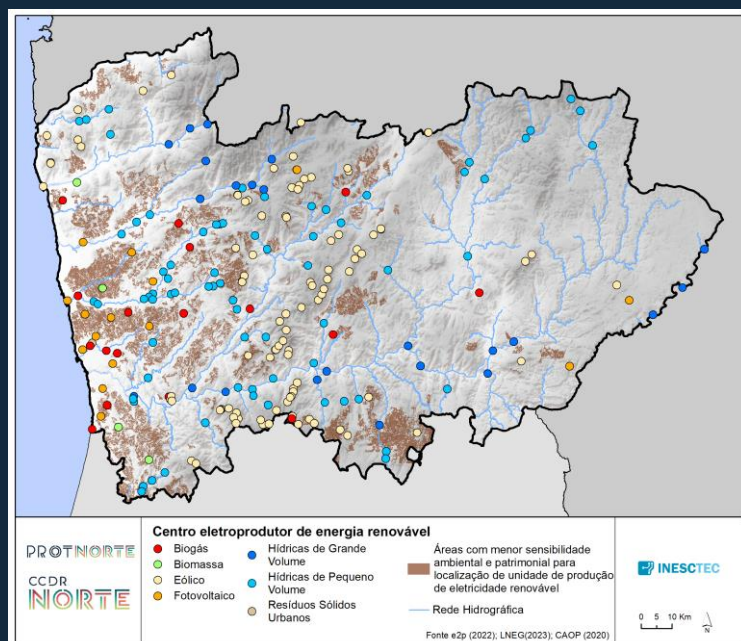 PROTNORTE
CCDR
NORTE
Centro eletroprodutor de energia renovável
Biogás
Biomassa
Eólico
Fotovoltaico
Hídricas de Grande
Volume
Hídricas de Pequeno
Volume
Resíduos Sólidos
Urbanos
Áreas com menor sensibilidade
ambiental e patrimonial para
localização de unidade de produção
de eletricidade renovável
Rede Hidrográfica
INESCTEC
0 5 10 Km
N
Fonte e2p (2022); LNEG(2023); CAOP (2020)